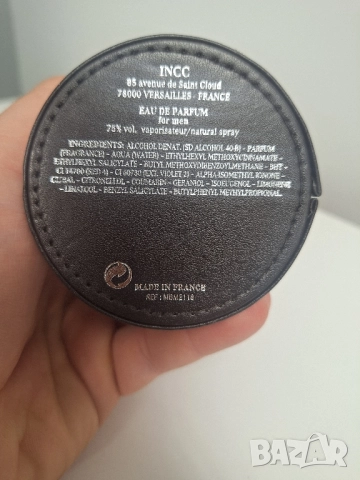 INCC
85 avenue de Saint Cloud
78000 VERSAILLES - FRANCE
EAU DE PARFUM
for men
75% vol. vaporisateur/natural spray
INGREDIENTS: ALCOHOL DENAT. (SD ALCOHOL 40-B) - PARFUM
(FRAGRANCE) - AQUA (WATER) - ETHYLHEXYL METHOXYCINNAMATE -
ETHYLHEXYL SALICYLATE - BUTYL METHOXYDIBENZOYLMETHANE - BHT -
CI 14700 (RED 4) - CI 60730 (EXT. VIOLET 2) - ALPHA-ISOMETHYL IONONE -
CITRAL - CITRONELLOL - COUMARIN - GERANIOL - ISOEUGENOL - LIMONENE -
LINALOOL - BENZYL SALICYLATE - BUTYLPHENYL METHYLPROPIONAL
MADE IN FRANCE
REF: MBM2118
BAZAR